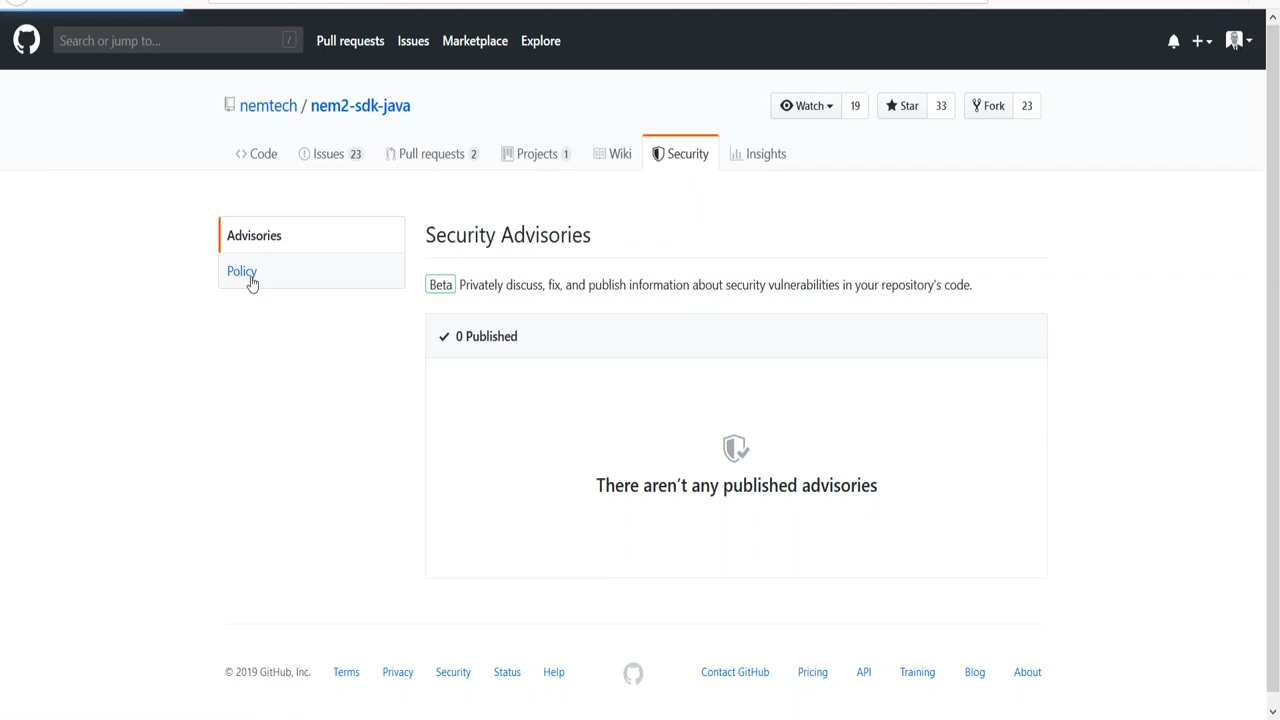 Search or jump to... / Pull requests Issues Marketplace Explore
nemtech / nem2-sdk-java Watch 19 Star 33 Fork 23
Code Issues 23 Pull requests 2 Projects 1 Wiki Security Insights
Advisories
Policy
Security Advisories
Beta Privately discuss, fix, and publish information about security vulnerabilities in your repository's code.
0 Published
There aren't any published advisories
© 2019 GitHub, Inc. Terms Privacy Security Status Help Contact GitHub Pricing API Training Blog About